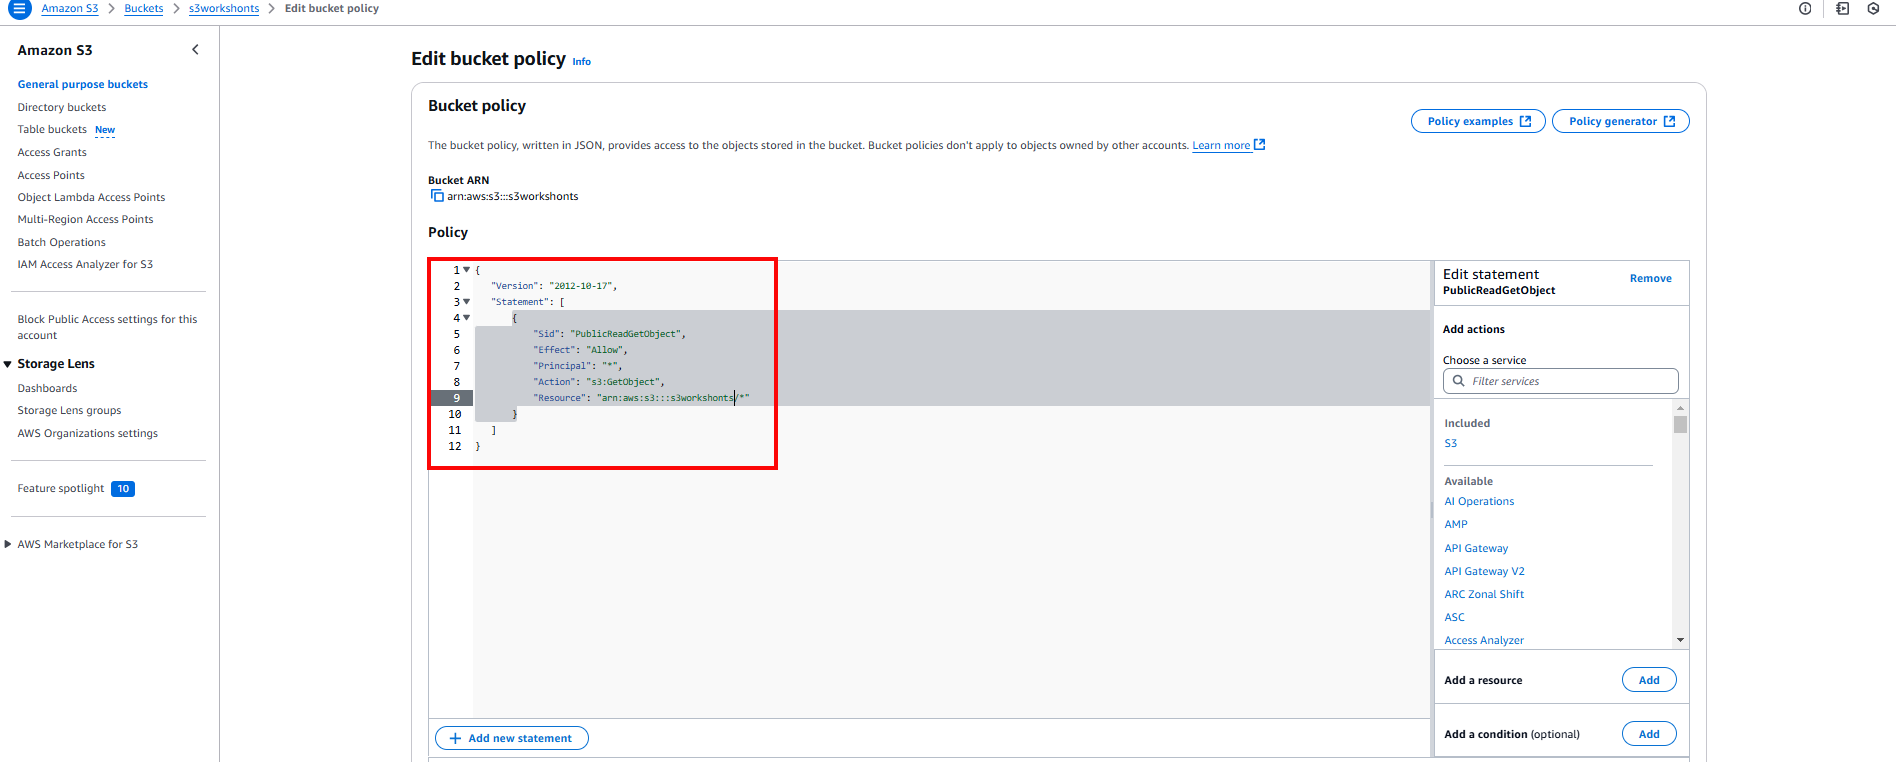 Amazon S3 > Buckets > s3workshonts > Edit bucket policy
Amazon S3
General purpose buckets
Directory buckets
Table buckets New
Access Grants
Access Points
Object Lambda Access Points
Multi-Region Access Points
Batch Operations
IAM Access Analyzer for S3
Block Public Access settings for this
account
Storage Lens
Dashboards
Storage Lens groups
AWS Organizations settings
Feature spotlight 10
AWS Marketplace for S3
Edit bucket policy Info
Bucket policy
Policy examples
Policy generator
The bucket policy, written in JSON, provides access to the objects stored in the bucket. Bucket policies don't apply to objects owned by other accounts. Learn more
Bucket ARN
arn:aws:s3:::s3workshonts
Policy
1 {
2 "Version": "2012-10-17",
3 "Statement": [
4 {
5 "Sid": "PublicReadGetObject",
6 "Effect": "Allow",
7 "Principal": "*",
8 "Action": "s3:GetObject",
9 "Resource": "arn:aws:s3:::s3workshonts/*"
10 }
11 ]
12 }
+ Add new statement
Edit statement
Remove
PublicReadGetObject
Add actions
Choose a service
Filter services
Included
S3
Available
AI Operations
AMP
API Gateway
API Gateway V2
ARC Zonal Shift
ASC
Access Analyzer
Add a resource
Add
Add a condition (optional)
Add